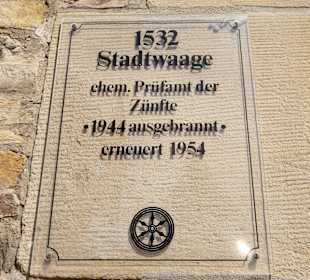 1532
Stadtwaage
ehem. Prüfamt der
Zünfte
•1944 ausgebrannt•
erneuert 1954